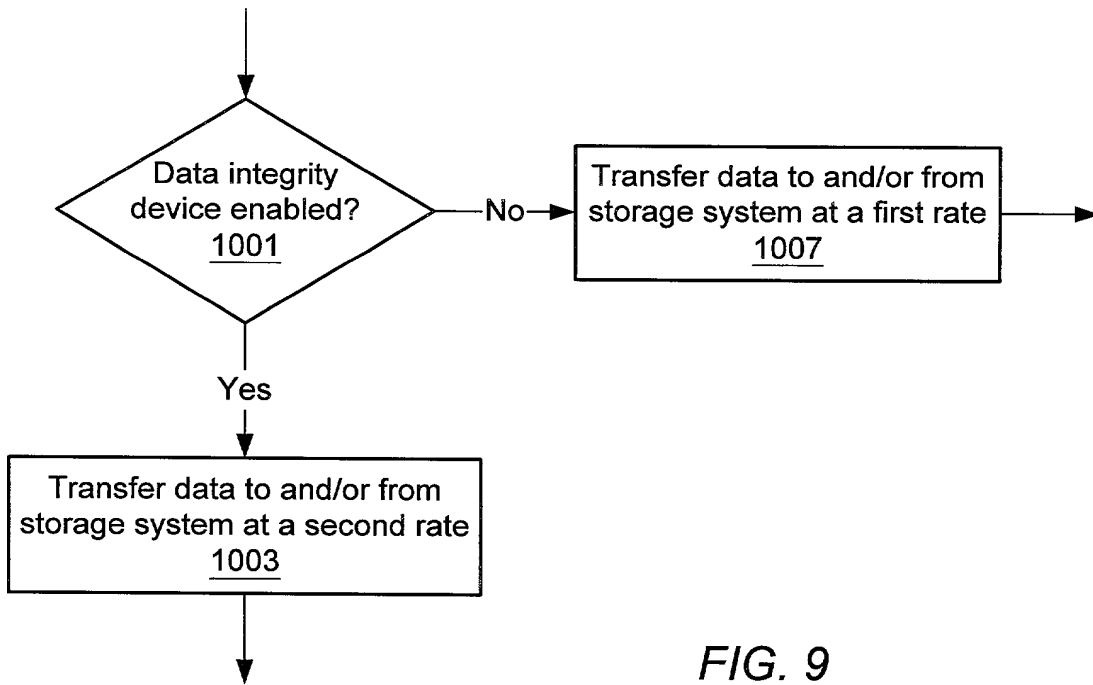 Data integrity
device enabled?
1001
No
Transfer data to and/or from
storage system at a first rate
1007
Yes
Transfer data to and/or from
storage system at a second rate
1003
FIG. 9